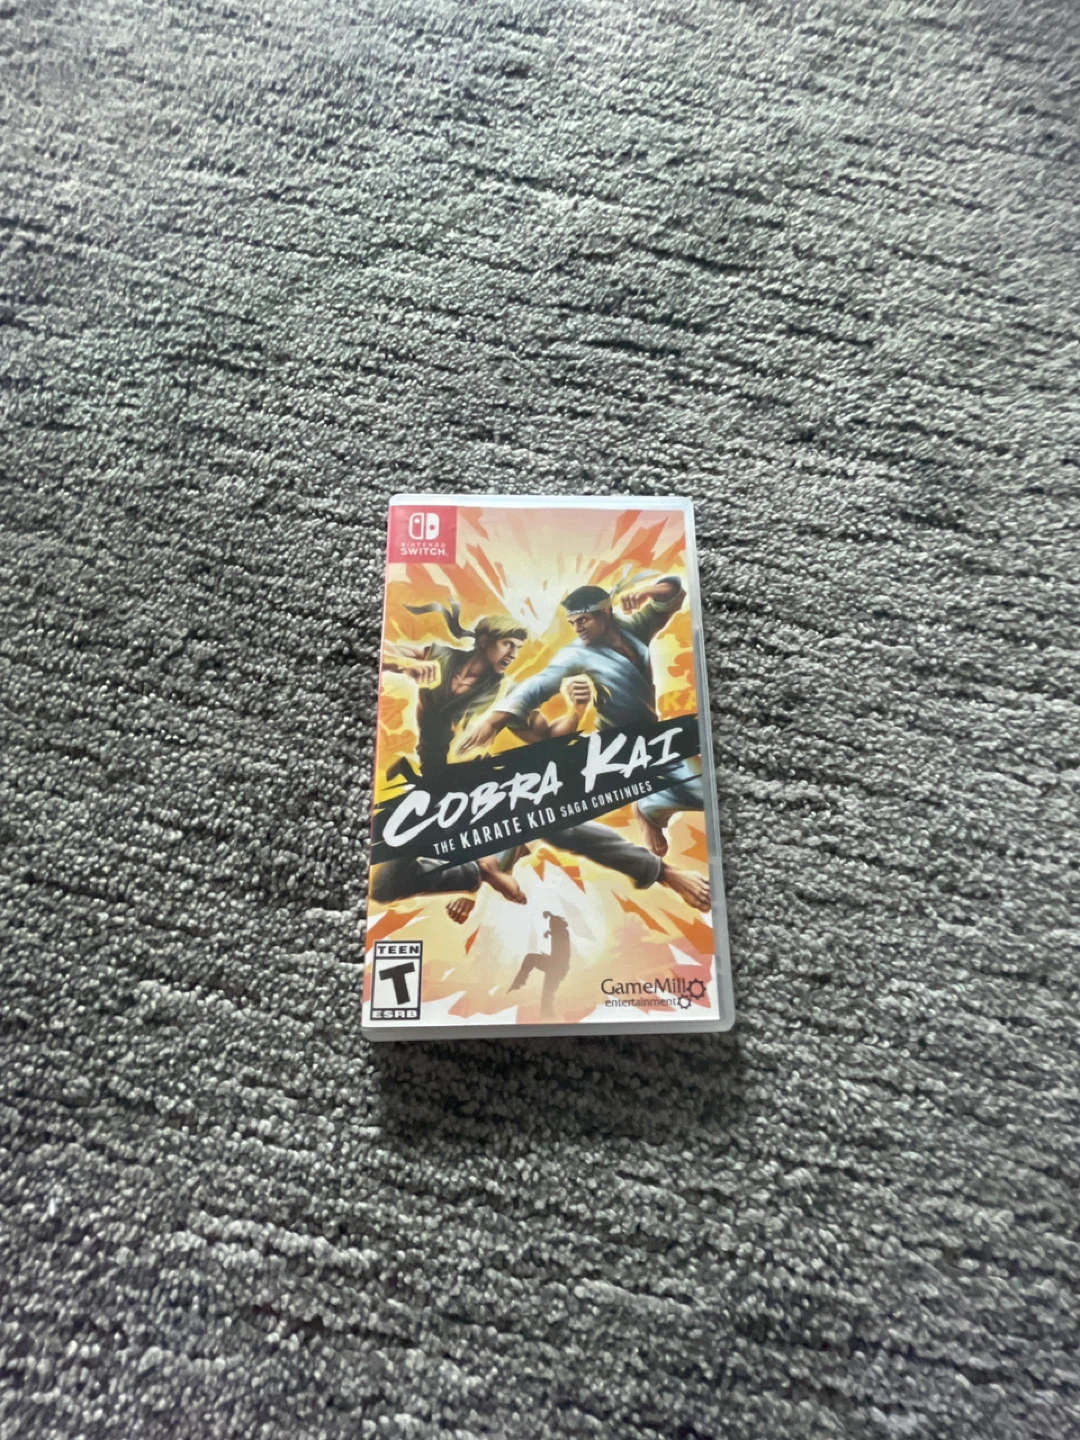 NINTENDO
SWITCH
COBRA KAI
THE KARATE KID SAGA CONTINUES
TEEN
T
ESRB
GameMill
entertainment